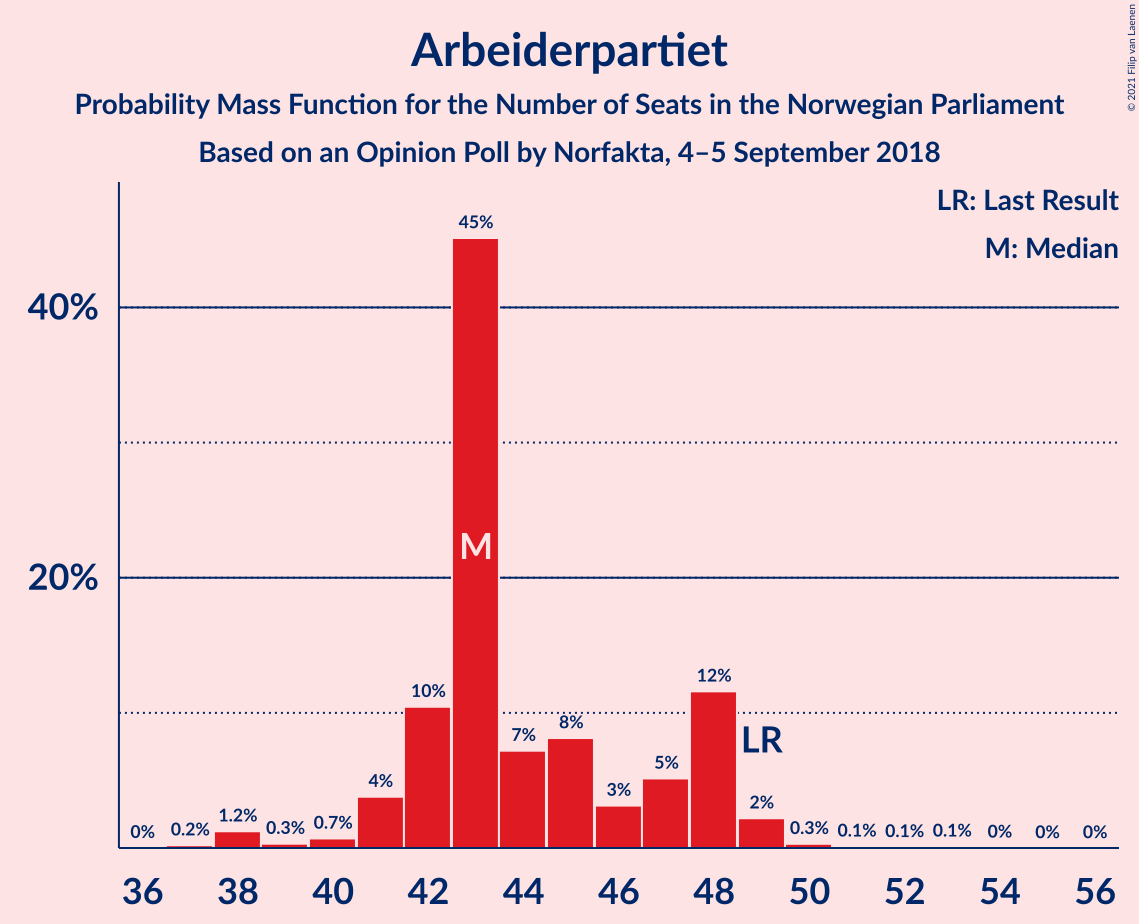 Arbeiderpartiet
Probability Mass Function for the Number of Seats in the Norwegian Parliament
Based on an Opinion Poll by Norfakta, 4–5 September 2018
© 2021 Filip van Laenen
LR: Last Result
M: Median
40%
20%
0%
0.2%
1.2%
0.3%
0.7%
4%
10%
45%
M
7%
8%
3%
5%
12%
LR
2%
0.3%
0.1%
0.1%
0.1%
0%
0%
0%
36 38 40 42 44 46 48 50 52 54 56